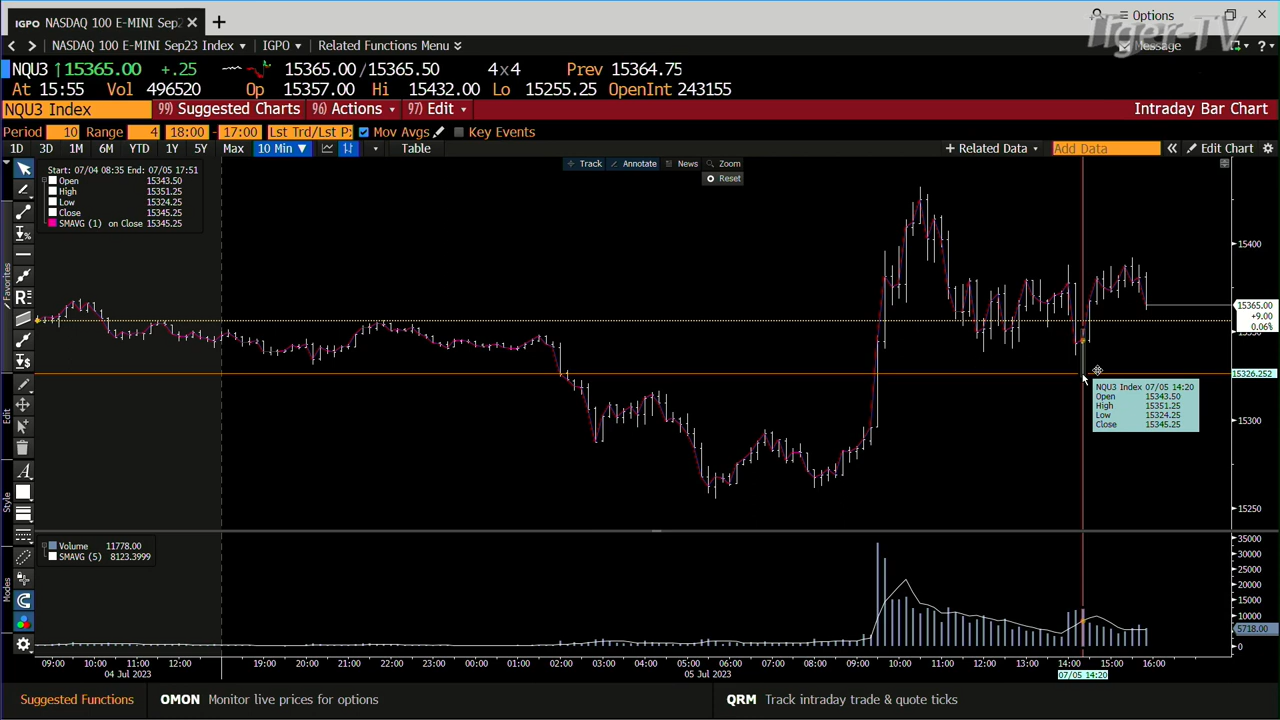 IGPO NASDAQ 100 E-MINI Sep2 × +
Options
Tiger-TV
< > NASDAQ 100 E-MINI Sep23 Index IGPO Related Functions Menu
Message
?
NQU3 ↑15365.00 +.25 15365.00/15365.50 4x4 Prev 15364.75
At 15:55 Vol 496520 Op 15357.00 Hi 15432.00 Lo 15255.25 OpenInt 243155
NQU3 Index 99) Suggested Charts 96) Actions 97) Edit Intraday Bar Chart
Period 10 Range 4 18:00 - 17:00 Lst Trd/Lst P Mov Avgs Key Events
1D 3D 1M 6M YTD 1Y 5Y Max 10 Min ▼ Table + Related Data Add Data « Edit Chart
Track Annotate News Zoom
Reset
Start: 07/04 08:35 End: 07/05 17:51
Open 15343.50
High 15351.25
Low 15324.25
Close 15345.25
SMAVG (1) on Close 15345.25
Favorites
Edit
Style
Modes
15400
15365.00
+9.00
0.06%
15326.252
15300
15250
NQU3 Index 07/05 14:20
Open 15343.50
High 15351.25
Low 15324.25
Close 15345.25
Volume 11778.00
SMAVG (5) 8123.3999
35000
30000
25000
20000
15000
10000
5718.00
0
09:00 10:00 11:00 12:00 19:00 20:00 21:00 22:00 23:00 00:00 01:00 02:00 03:00 04:00 05:00 06:00 07:00 08:00 09:00 10:00 11:00 12:00 13:00 14:00 15:00 16:00
04 Jul 2023 05 Jul 2023 07/05 14:20
Suggested Functions OMON Monitor live prices for options QRM Track intraday trade & quote ticks